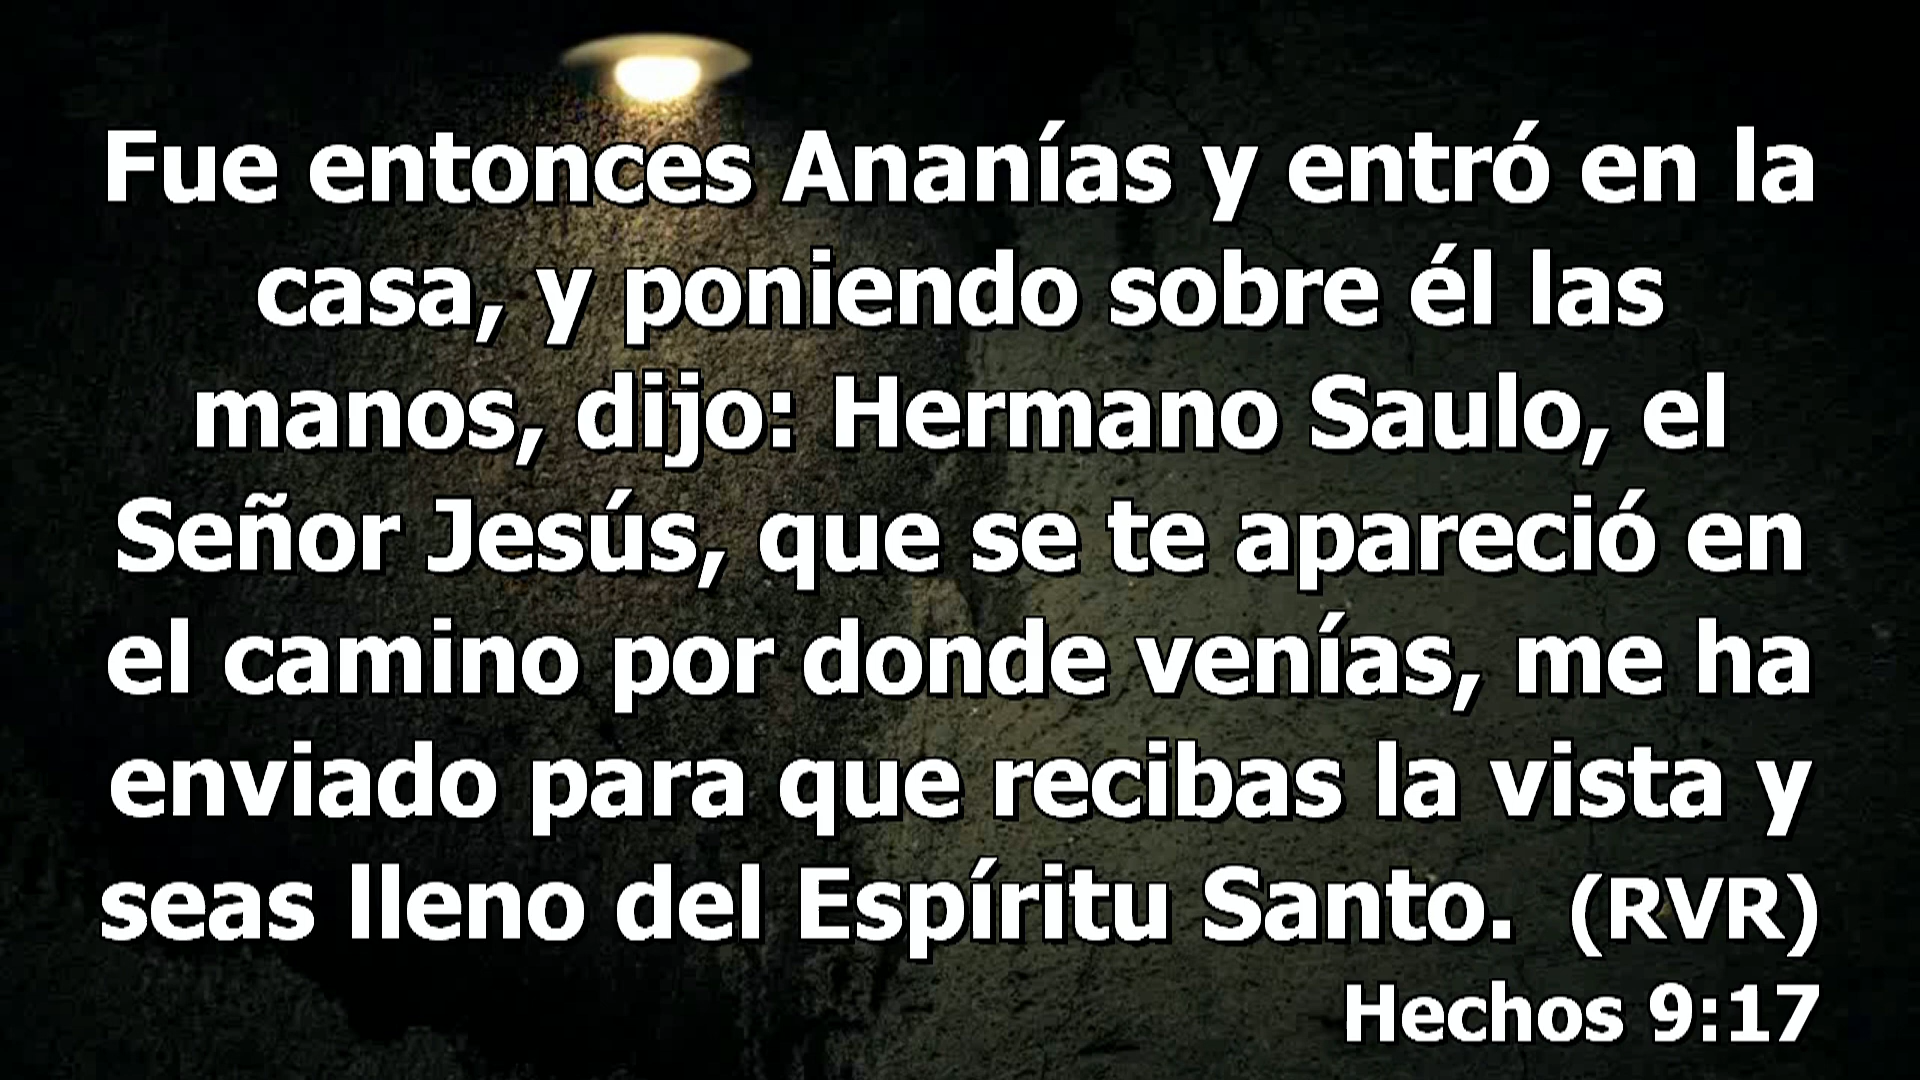 Fue entonces Ananías y entró en la
casa, y poniendo sobre él las
manos, dijo: Hermano Saulo, el
Señor Jesús, que se te apareció en
el camino por donde venías, me ha
enviado para que recibas la vista y
seas lleno del Espíritu Santo.  (RVR)
Hechos 9:17